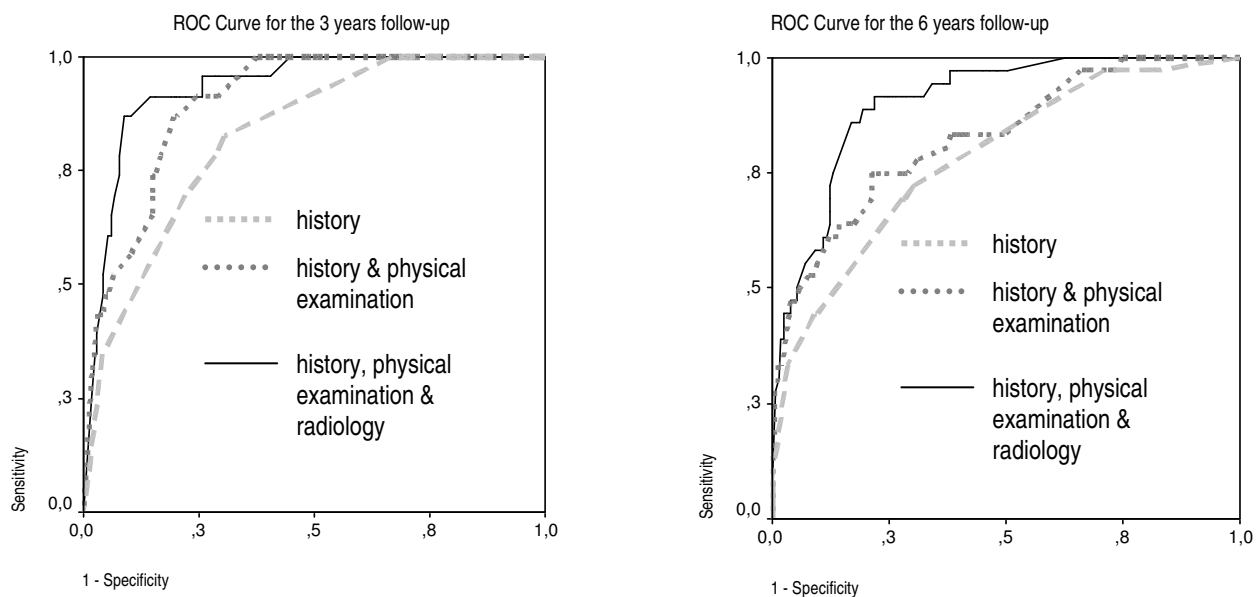 ROC Curve for the 3 years follow-up
1,0
,8
,5
,3
0,0
Sensitivity
0,0
,3
,5
,8
1,0
1 - Specificity
history
history & physical
examination
history, physical
examination &
radiology
ROC Curve for the 6 years follow-up
1,0
,8
,5
,3
0,0
Sensitivity
0,0
,3
,5
,8
1,0
1 - Specificity
history
history & physical
examination
history, physical
examination &
radiology